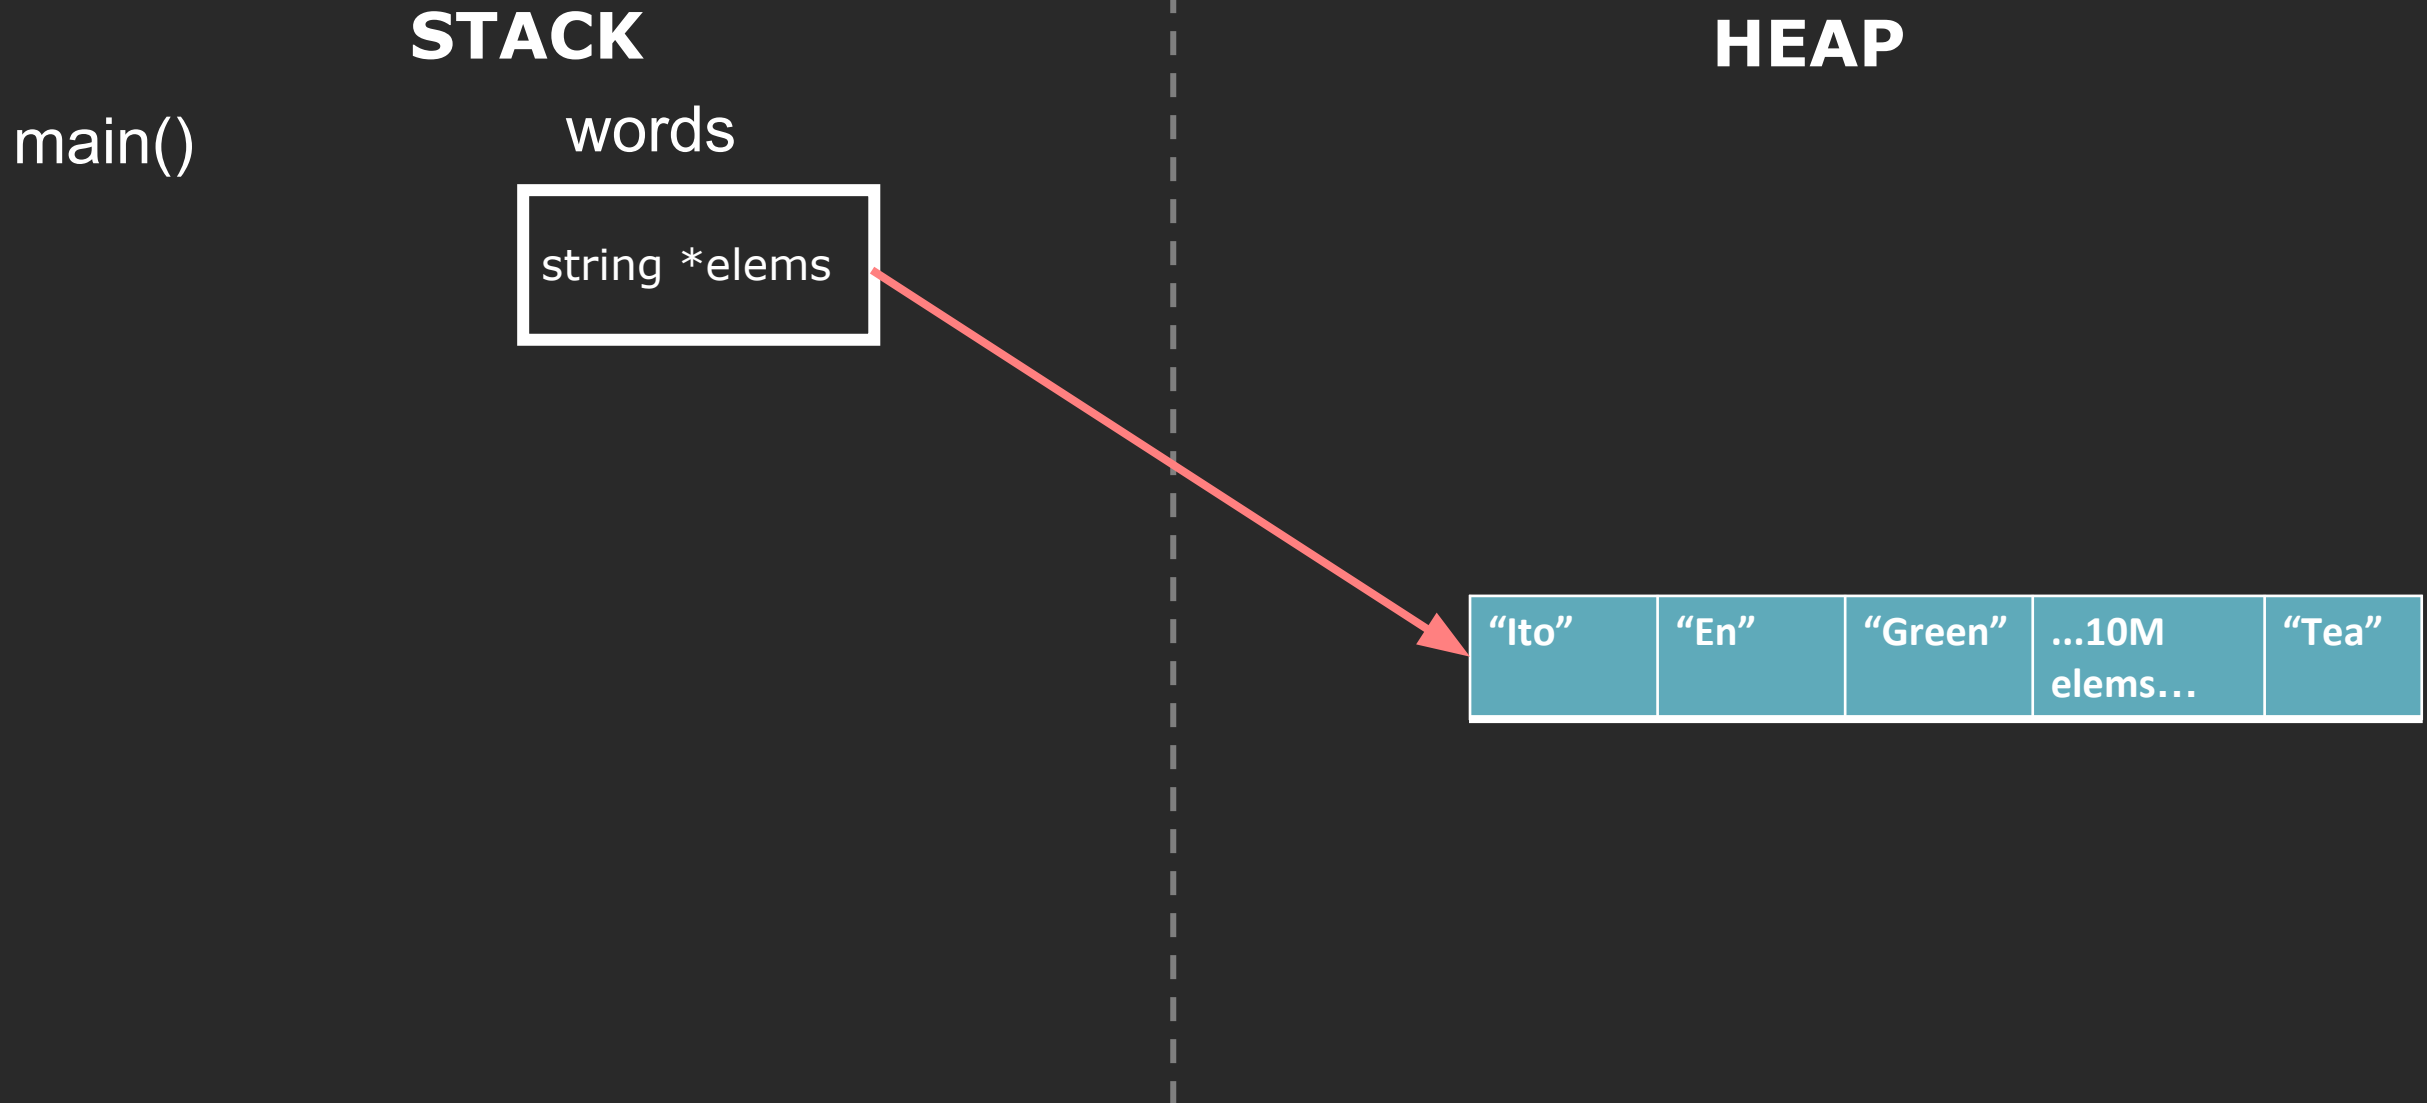 STACK
HEAP
main()
words
string *elems
“Ito”
“En”
“Green”
...10M
elems…
“Tea”